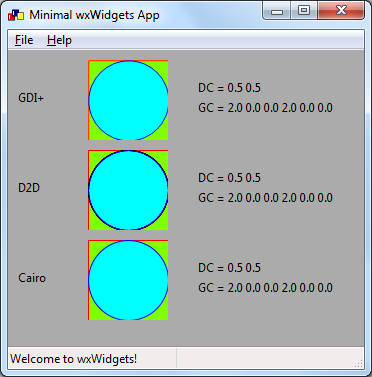 Minimal wxWidgets App
File Help
GDI+
DC = 0.5 0.5
GC = 2.0 0.0 0.0 2.0 0.0 0.0
D2D
DC = 0.5 0.5
GC = 2.0 0.0 0.0 2.0 0.0 0.0
Cairo
DC = 0.5 0.5
GC = 2.0 0.0 0.0 2.0 0.0 0.0
Welcome to wxWidgets!